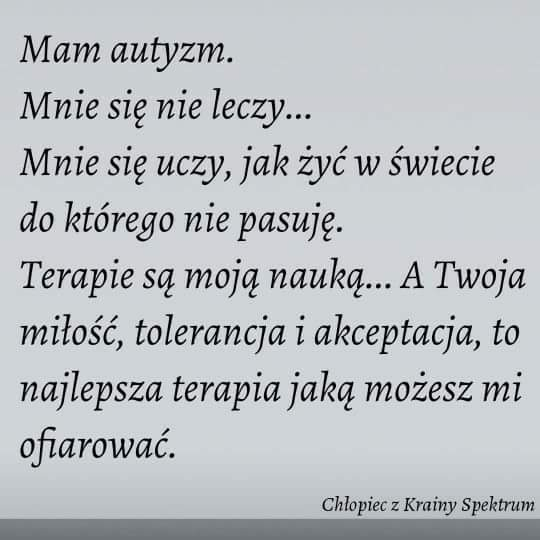 Mam autyzm.
Mnie się nie leczy...
Mnie się uczy, jak żyć w świecie
do którego nie pasuję.
Terapie są moją nauką... A Twoja
miłość, tolerancja i akceptacja, to
najlepsza terapia jaką możesz mi
ofiarować.
Chłopiec z Krainy Spektrum